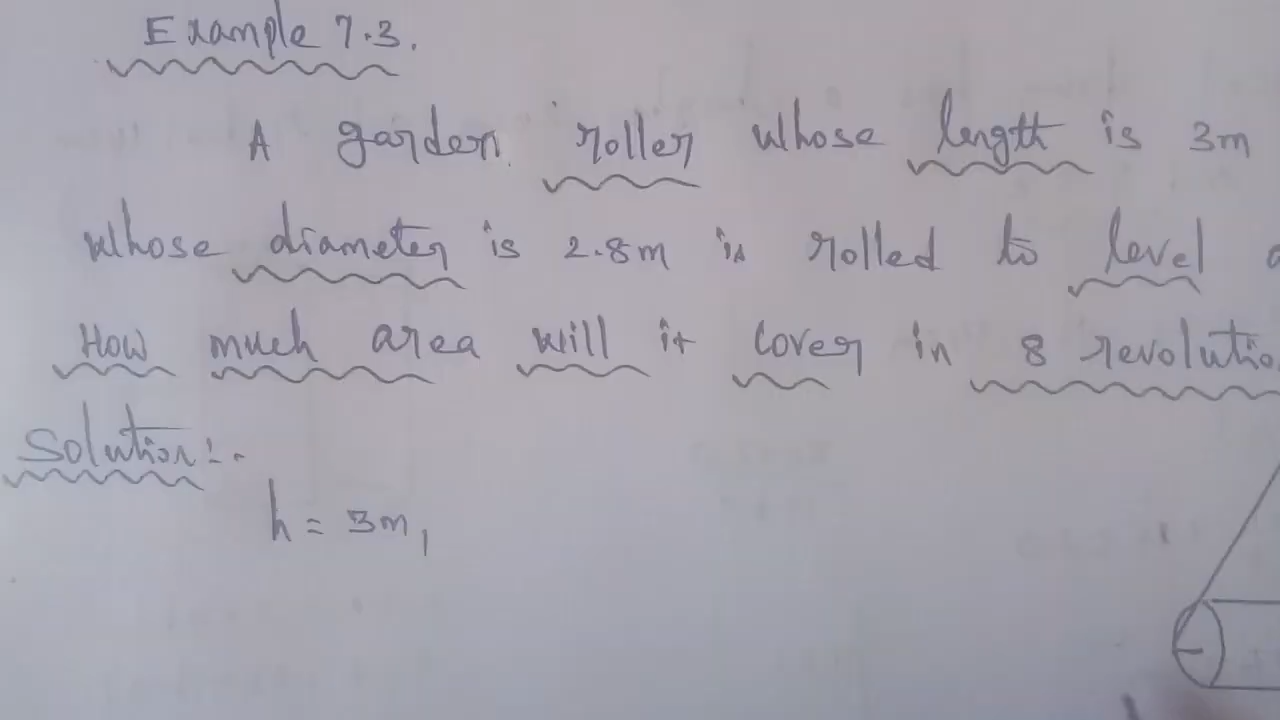 Example 7.3.
A garden roller whose length is 3m
whose diameter is 2.8m is rolled to level
How much area will it cover in 8 revolutio
Solution:-
h = 3m,